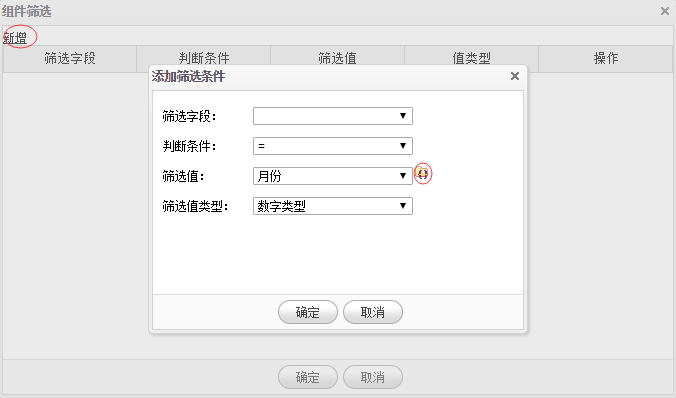 组件筛选
新增
筛选字段 判断条件 筛选值 值类型 操作
添加筛选条件
筛选字段：
判断条件： =
筛选值： 月份
筛选值类型： 数字类型
确定 取消
确定 取消